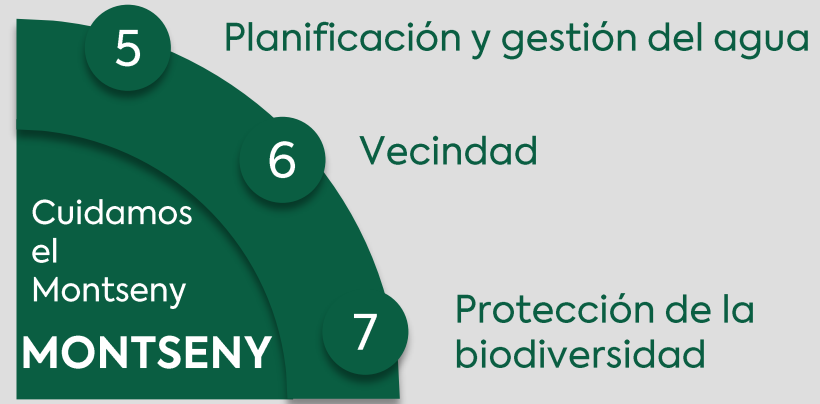 5 Planificación y gestión del agua
6 Vecindad
Cuidamos
el
Montseny
MONTSENY
7 Protección de la
biodiversidad